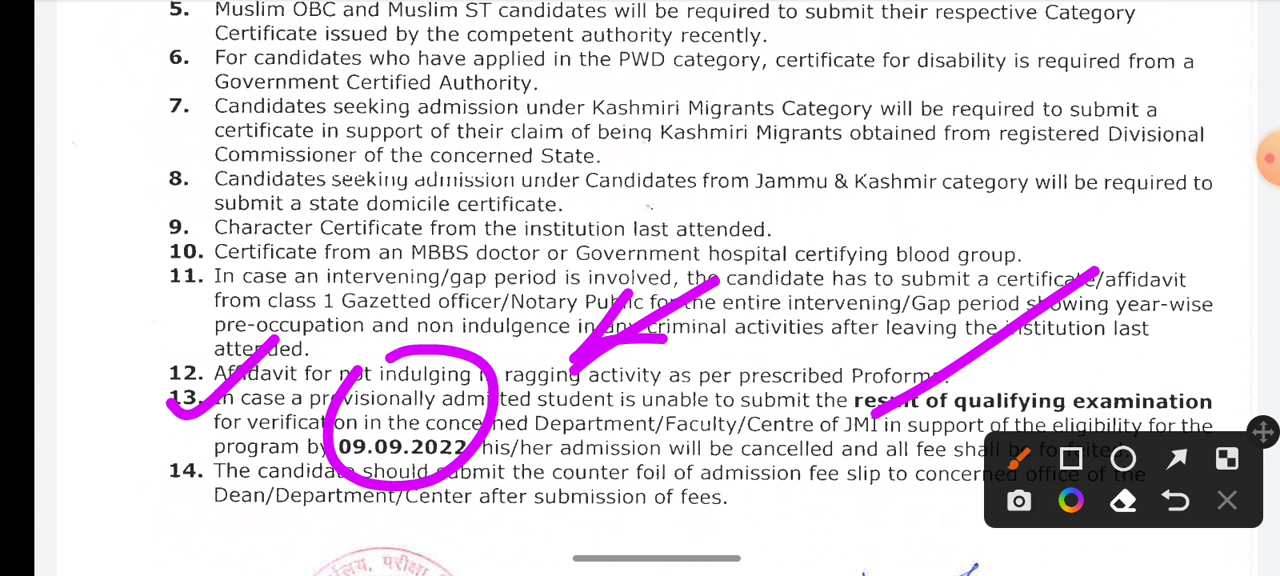 5. Muslim OBC and Muslim ST candidates will be required to submit their respective Category
Certificate issued by the competent authority recently.
6. For candidates who have applied in the PWD category, certificate for disability is required from a
Government Certified Authority.
7. Candidates seeking admission under Kashmiri Migrants Category will be required to submit a
certificate in support of their claim of being Kashmiri Migrants obtained from registered Divisional
Commissioner of the concerned State.
8. Candidates seeking admission under Candidates from Jammu & Kashmir category will be required to
submit a state domicile certificate.
9. Character Certificate from the institution last attended.
10. Certificate from an MBBS doctor or Government hospital certifying blood group.
11. In case an intervening/gap period is involved, the candidate has to submit a certificate/affidavit
from class 1 Gazetted officer/Notary Public for the entire intervening/Gap period showing year-wise
pre-occupation and non indulgence in any criminal activities after leaving the institution last
attended.
12. Affidavit for not indulging in ragging activity as per prescribed Proforma.
13. In case a provisionally admitted student is unable to submit the result of qualifying examination
for verification in the concerned Department/Faculty/Centre of JMI in support of the eligibility for the
program by 09.09.2022 his/her admission will be cancelled and all fee shall be forfeited.
14. The candidate should submit the counter foil of admission fee slip to concerned office of the
Dean/Department/Center after submission of fees.
परीक्षा